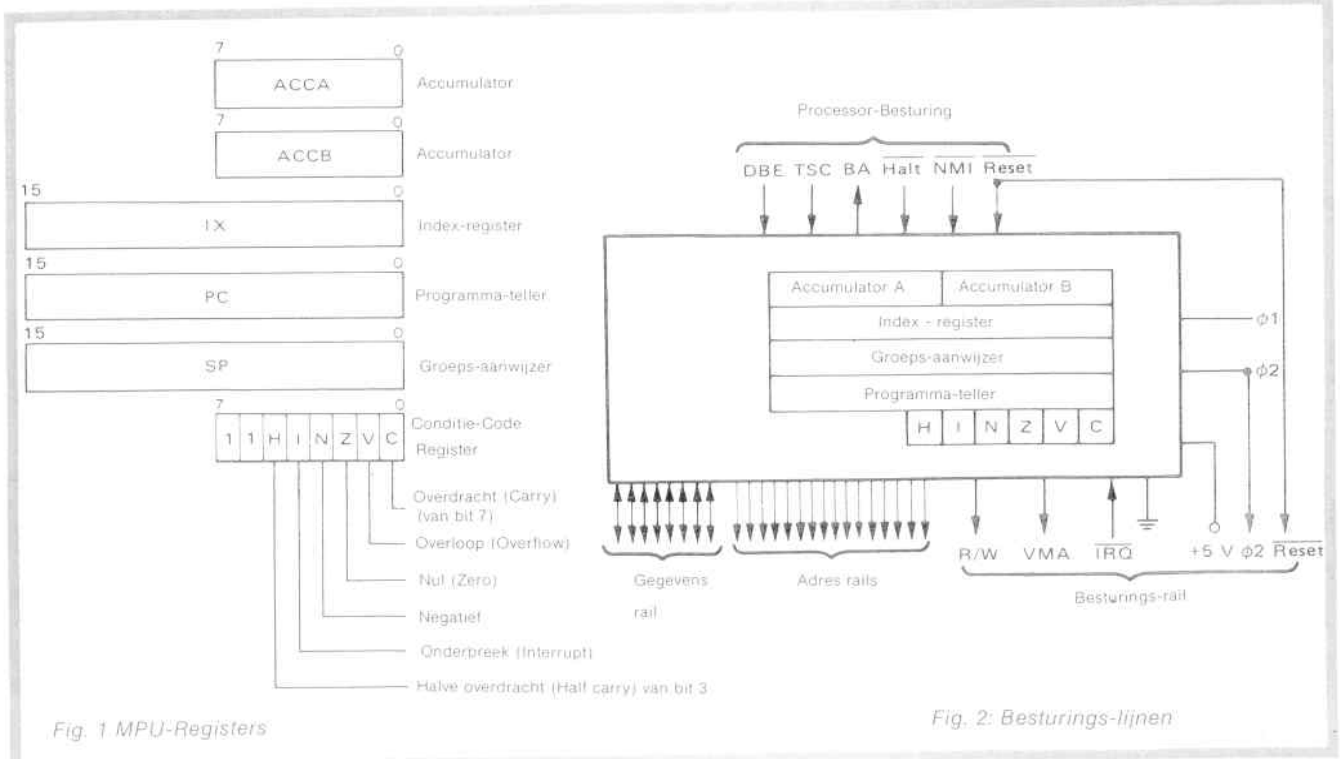 7 0
ACCA Accumulator
7 0
ACCB Accumulator
15 0
IX Index-register
15 0
PC Programma-teller
15 0
SP Groeps-aanwijzer
7 0
1 1 H I N Z V C Conditie-Code
Register
Overdracht (Carry)
(van bit 7)
Overloop (Overflow)
Nul (Zero)
Negatief
Onderbreek (Interrupt)
Halve overdracht (Half carry) van bit 3
Fig. 1 MPU-Registers
Processor-Besturing
DBE TSC BA Halt NMI Reset
Accumulator A Accumulator B
Index - register
Groeps-aanwijzer
Programma-teller
H I N Z V C
φ1
φ2
R/W VMA IRQ +5 V φ2 Reset
Gegevens
rail
Adres rails
Besturings-rail
Fig. 2: Besturings-lijnen